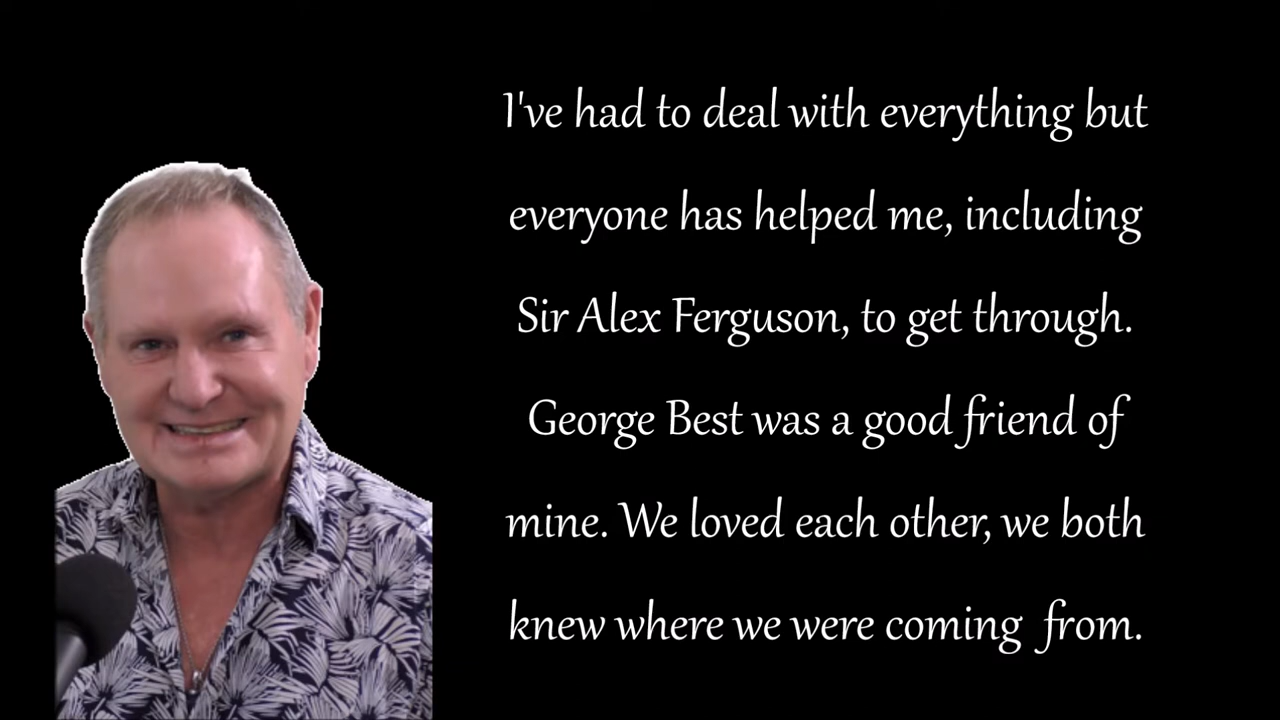 I've had to deal with everything but
everyone has helped me, including
Sir Alex Ferguson, to get through.
George Best was a good friend of
mine. We loved each other, we both
knew where we were coming from.